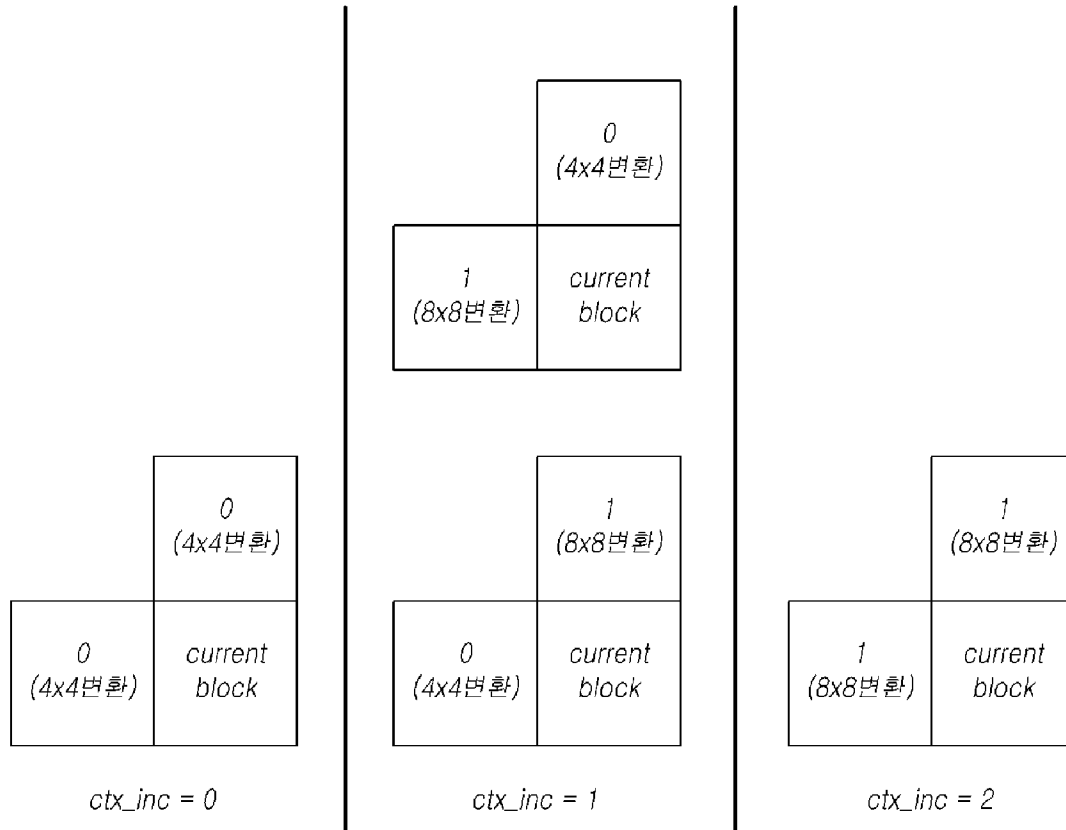 0
(4x4변환)
0
(4x4변환)
current
block
ctx_inc = 0
0
(4x4변환)
1
(8x8변환)
current
block
1
(8x8변환)
0
(4x4변환)
current
block
ctx_inc = 1
1
(8x8변환)
1
(8x8변환)
current
block
ctx_inc = 2